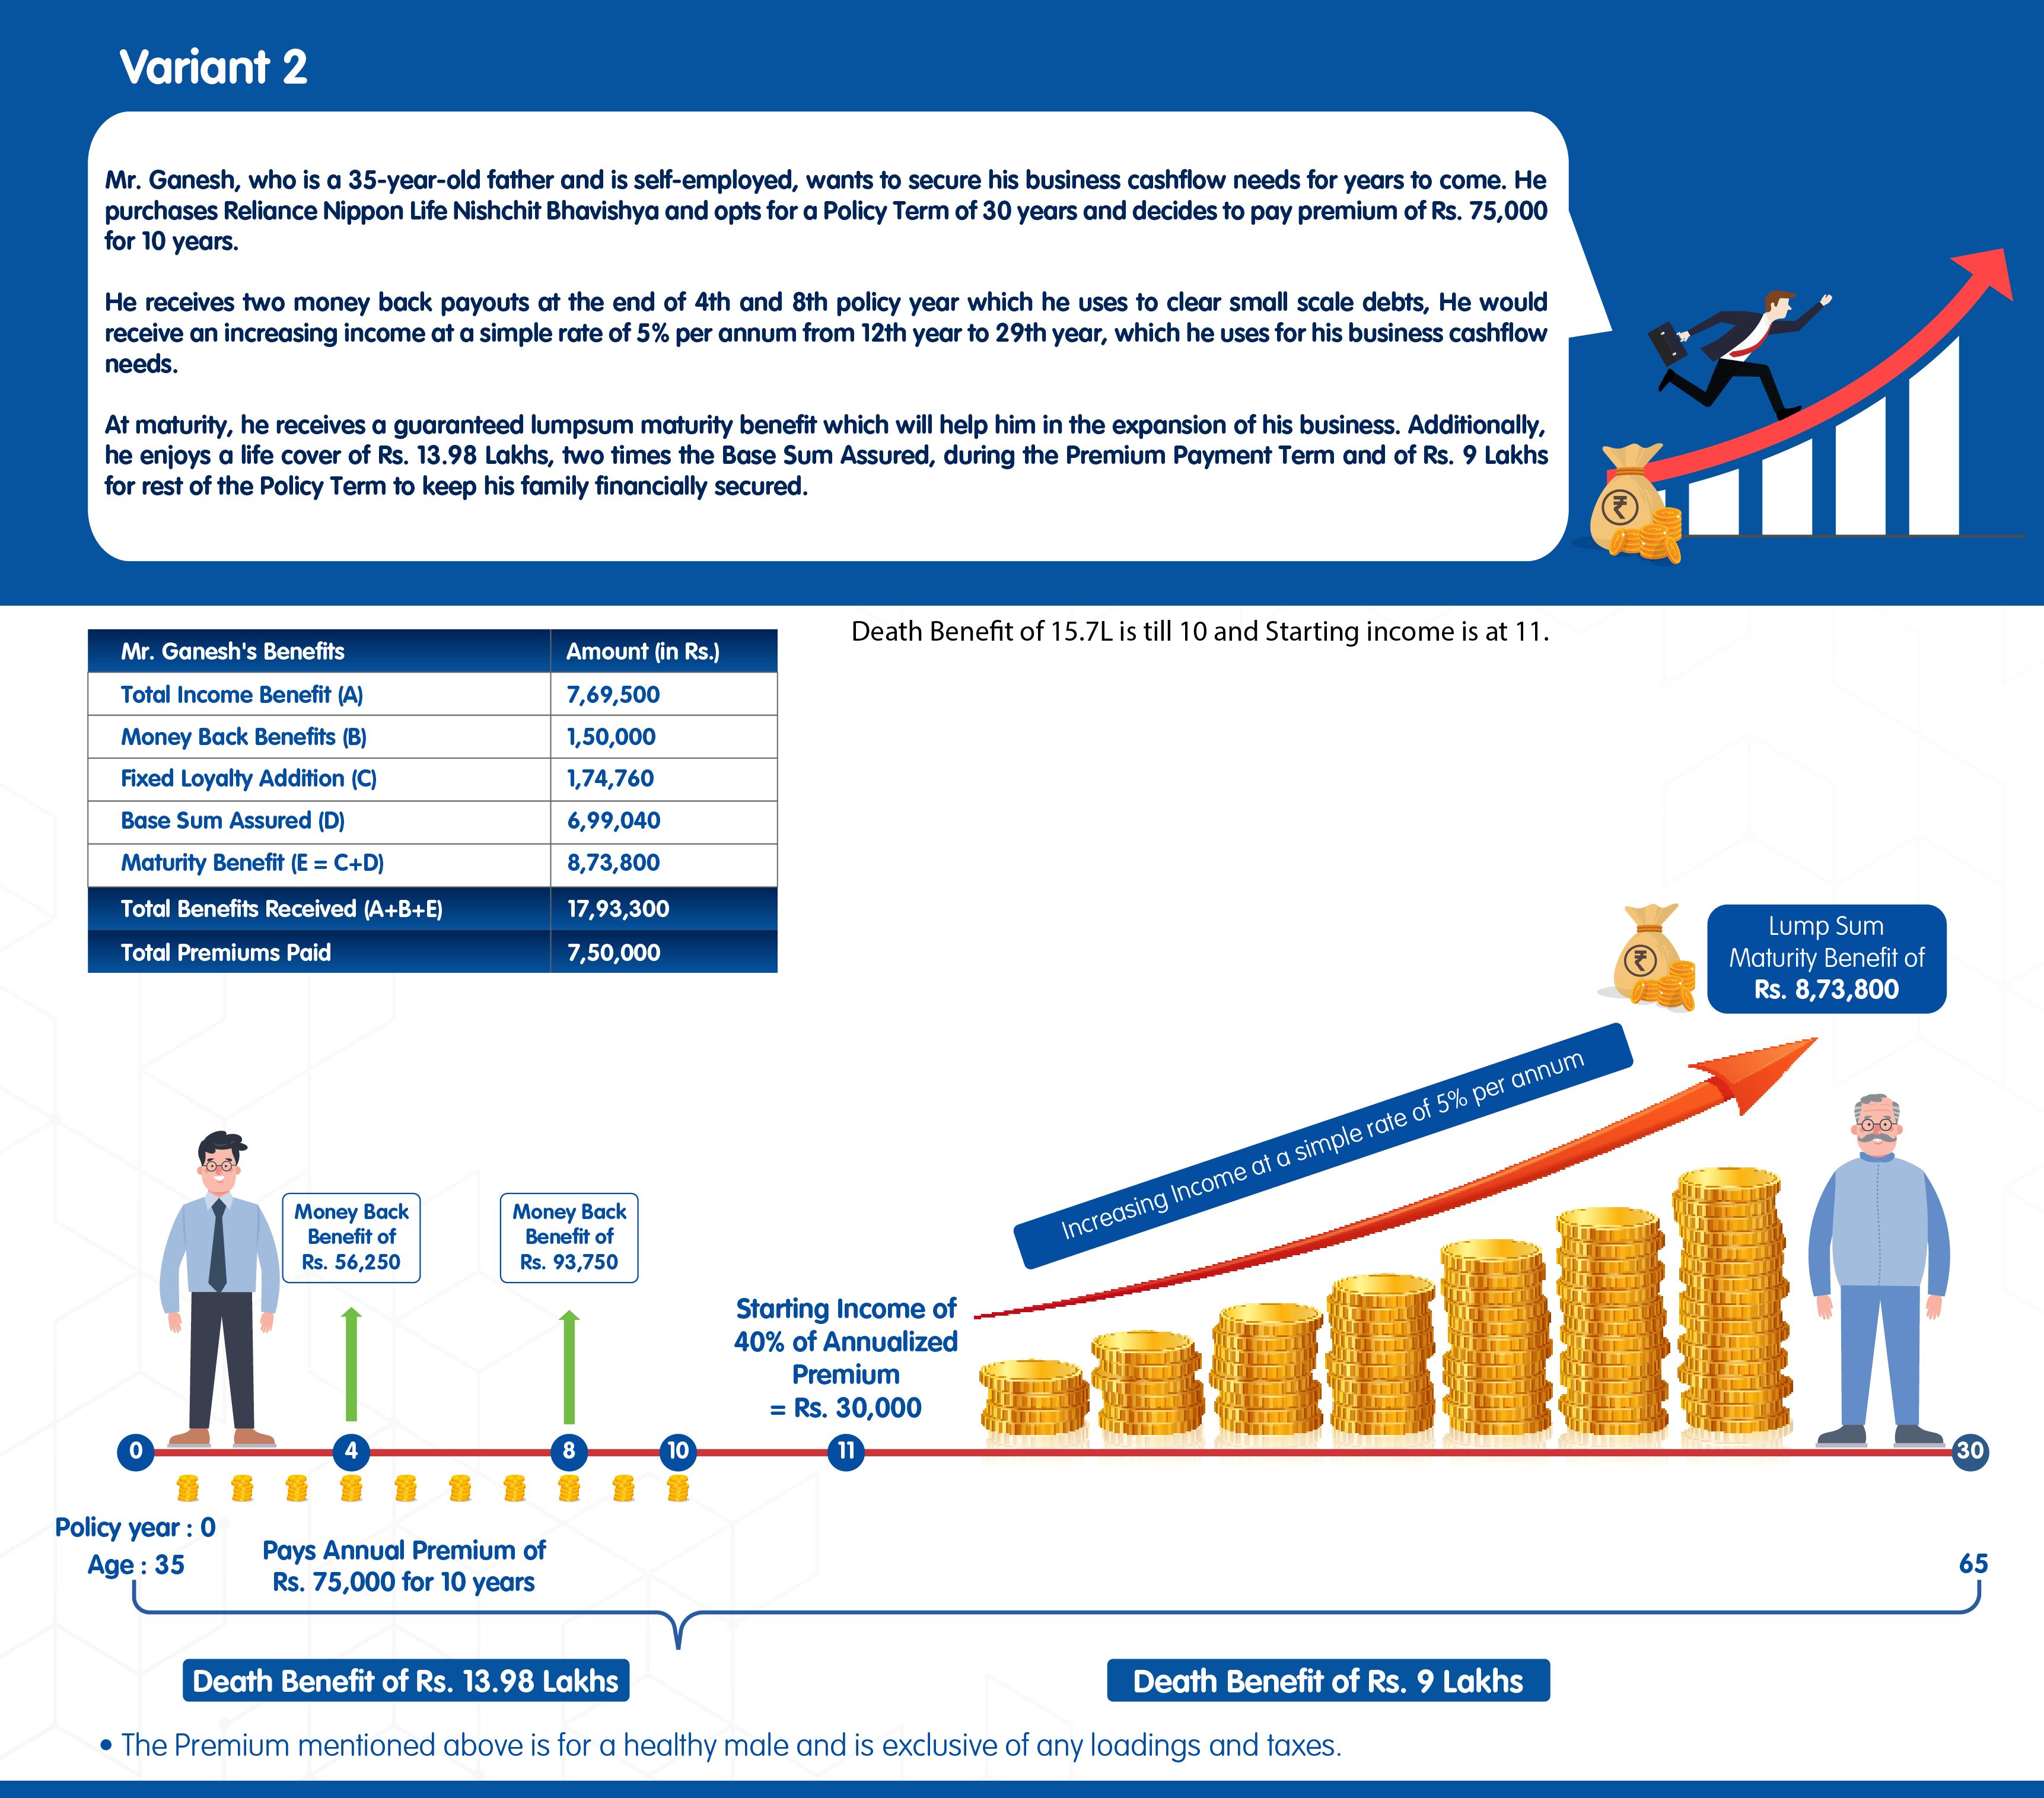 Variant 2
Mr. Ganesh, who is a 35-year-old father and is self-employed, wants to secure his business cashflow needs for years to come. He
purchases Reliance Nippon Life Nishchit Bhavishya and opts for a Policy Term of 30 years and decides to pay premium of Rs. 75,000
for 10 years.
He receives two money back payouts at the end of 4th and 8th policy year which he uses to clear small scale debts, He would
receive an increasing income at a simple rate of 5% per annum from 12th year to 29th year, which he uses for his business cashflow
needs.
At maturity, he receives a guaranteed lumpsum maturity benefit which will help him in the expansion of his business. Additionally,
he enjoys a life cover of Rs. 13.98 Lakhs, two times the Base Sum Assured, during the Premium Payment Term and of Rs. 9 Lakhs
for rest of the Policy Term to keep his family financially secured.
₹
Death Benefit of 15.7L is till 10 and Starting income is at 11.
Mr. Ganesh's Benefits Amount (in Rs.)
Total Income Benefit (A) 7,69,500
Money Back Benefits (B) 1,50,000
Fixed Loyalty Addition (C) 1,74,760
Base Sum Assured (D) 6,99,040
Maturity Benefit (E = C+D) 8,73,800
Total Benefits Received (A+B+E) 17,93,300
Total Premiums Paid 7,50,000
₹
Lump Sum
Maturity Benefit of
Rs. 8,73,800
Increasing Income at a simple rate of 5% per annum
Money Back
Benefit of
Rs. 56,250
Money Back
Benefit of
Rs. 93,750
Starting Income of
40% of Annualized
Premium
= Rs. 30,000
0 4 8 10 11 30
Policy year : 0
Age : 35
Pays Annual Premium of
Rs. 75,000 for 10 years
65
Death Benefit of Rs. 13.98 Lakhs
Death Benefit of Rs. 9 Lakhs
• The Premium mentioned above is for a healthy male and is exclusive of any loadings and taxes.